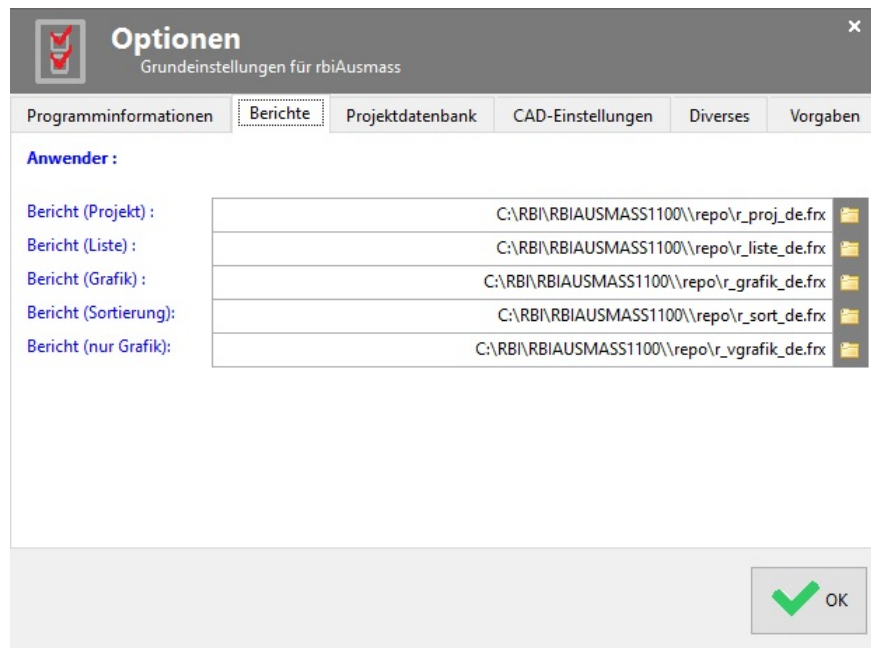 Optionen
Grundeinstellungen für rbiAusmass
Programminformationen Berichte Projektdatenbank CAD-Einstellungen Diverses Vorgaben
Anwender :
Bericht (Projekt) : C:\RBI\RBIAUSMASS1100\\repo\r_proj_de.frx
Bericht (Liste) : C:\RBI\RBIAUSMASS1100\\repo\r_liste_de.frx
Bericht (Grafik) : C:\RBI\RBIAUSMASS1100\\repo\r_grafik_de.frx
Bericht (Sortierung): C:\RBI\RBIAUSMASS1100\\repo\r_sort_de.frx
Bericht (nur Grafik): C:\RBI\RBIAUSMASS1100\\repo\r_vgrafik_de.frx
OK